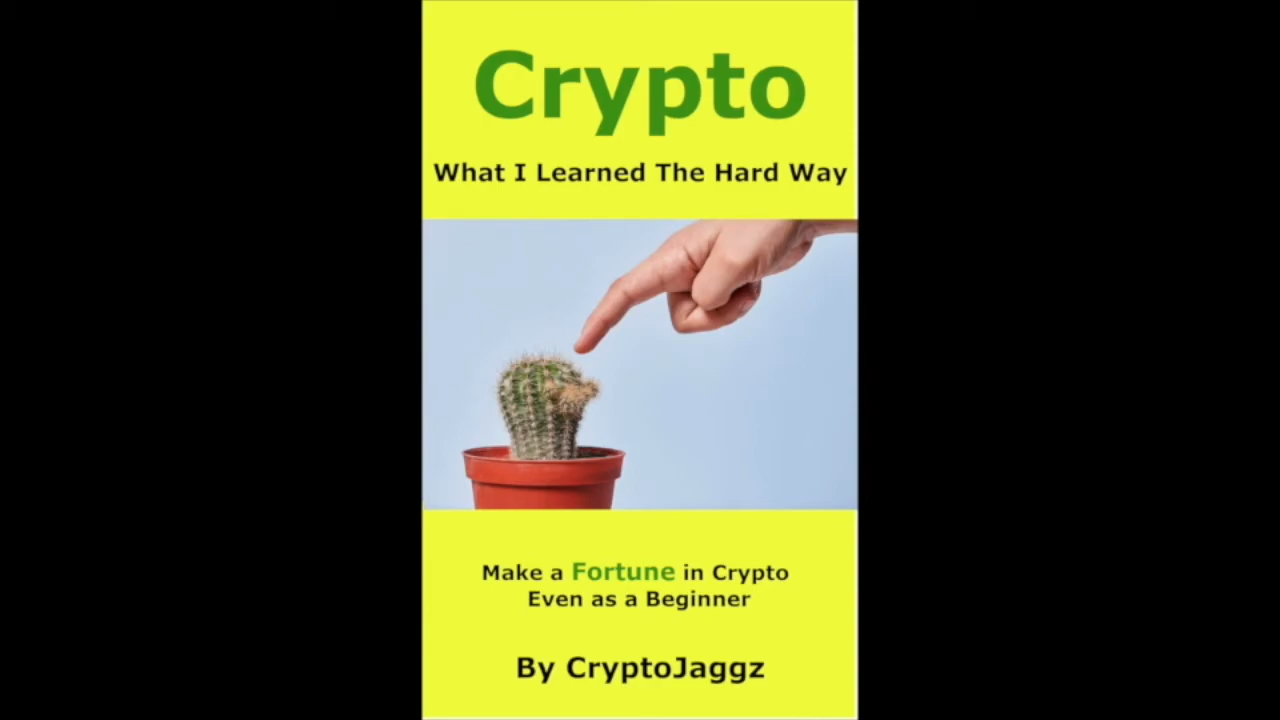 Crypto
What I Learned The Hard Way
Make a Fortune in Crypto
Even as a Beginner
By CryptoJaggz